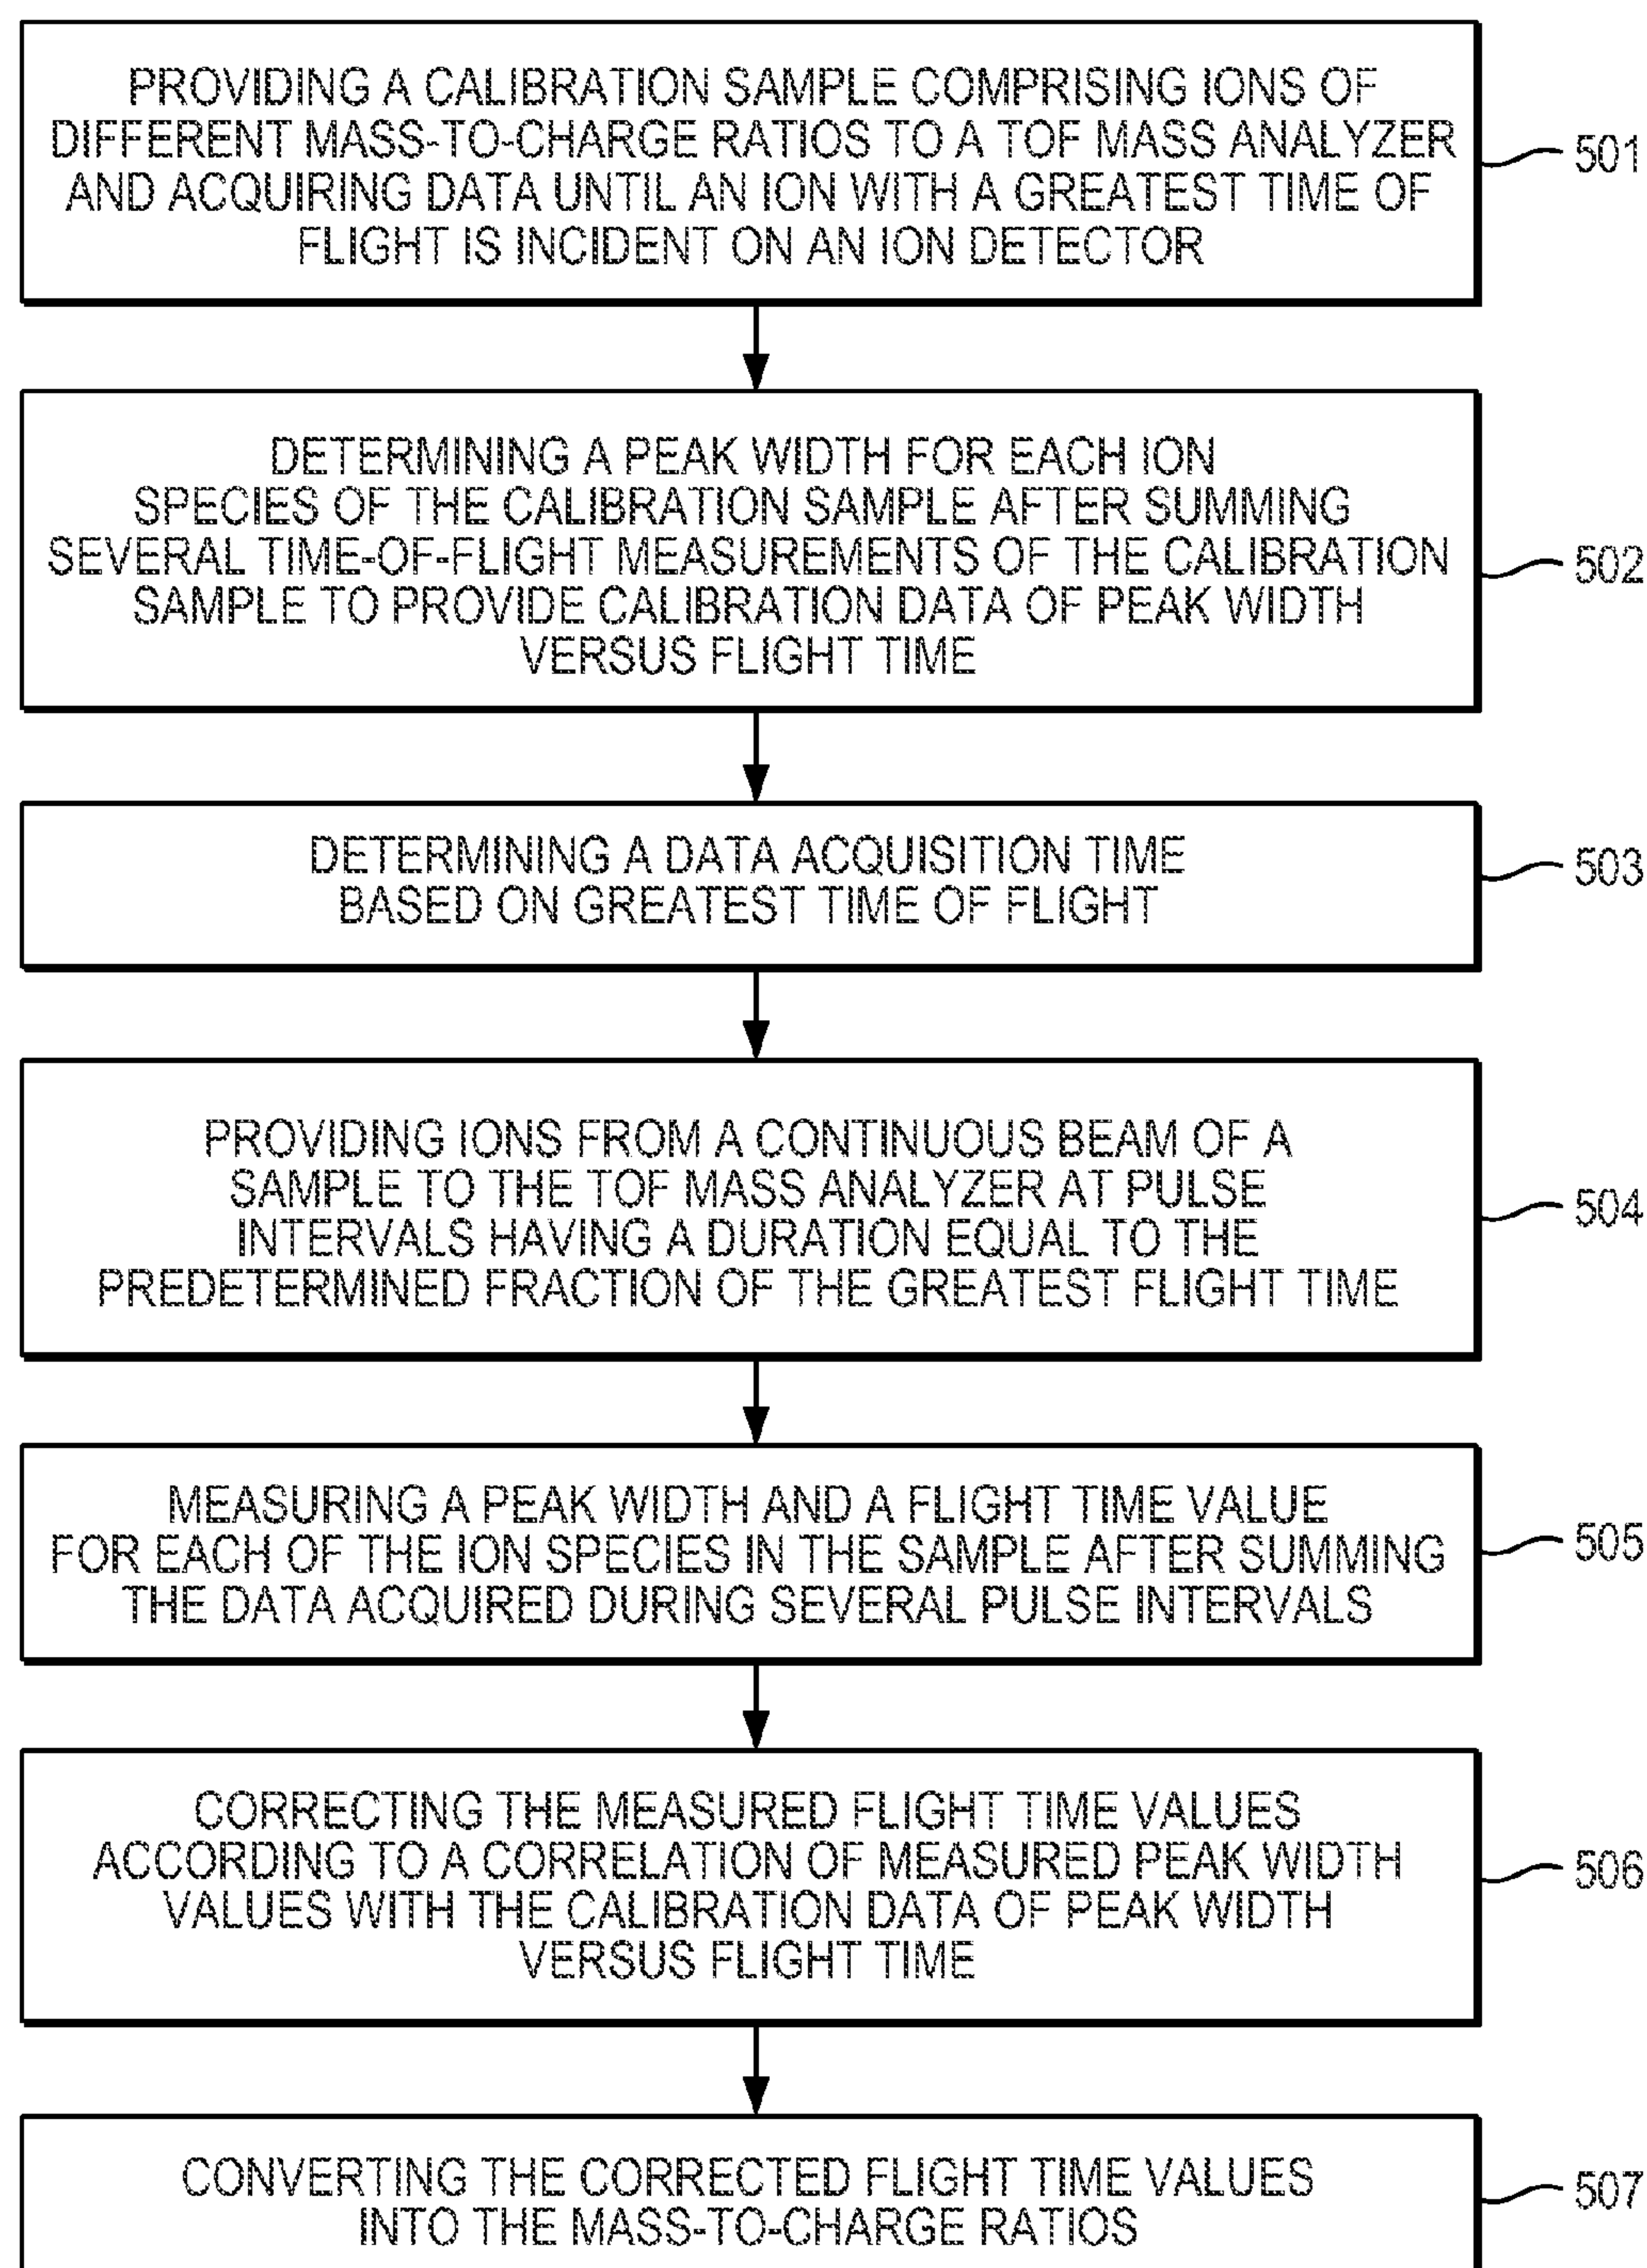 PROVIDING A CALIBRATION SAMPLE COMPRISING IONS OF
DIFFERENT MASS-TO-CHARGE RATIOS TO A TOF MASS ANALYZER
AND ACQUIRING DATA UNTIL AN ION WITH A GREATEST TIME OF
FLIGHT IS INCIDENT ON AN ION DETECTOR
501
DETERMINING A PEAK WIDTH FOR EACH ION
SPECIES OF THE CALIBRATION SAMPLE AFTER SUMMING
SEVERAL TIME-OF-FLIGHT MEASUREMENTS OF THE CALIBRATION
SAMPLE TO PROVIDE CALIBRATION DATA OF PEAK WIDTH
VERSUS FLIGHT TIME
502
DETERMINING A DATA ACQUISITION TIME
BASED ON GREATEST TIME OF FLIGHT
503
PROVIDING IONS FROM A CONTINUOUS BEAM OF A
SAMPLE TO THE TOF MASS ANALYZER AT PULSE
INTERVALS HAVING A DURATION EQUAL TO THE
PREDETERMINED FRACTION OF THE GREATEST FLIGHT TIME
504
MEASURING A PEAK WIDTH AND A FLIGHT TIME VALUE
FOR EACH OF THE ION SPECIES IN THE SAMPLE AFTER SUMMING
THE DATA ACQUIRED DURING SEVERAL PULSE INTERVALS
505
CORRECTING THE MEASURED FLIGHT TIME VALUES
ACCORDING TO A CORRELATION OF MEASURED PEAK WIDTH
VALUES WITH THE CALIBRATION DATA OF PEAK WIDTH
VERSUS FLIGHT TIME
506
CONVERTING THE CORRECTED FLIGHT TIME VALUES
INTO THE MASS-TO-CHARGE RATIOS
507